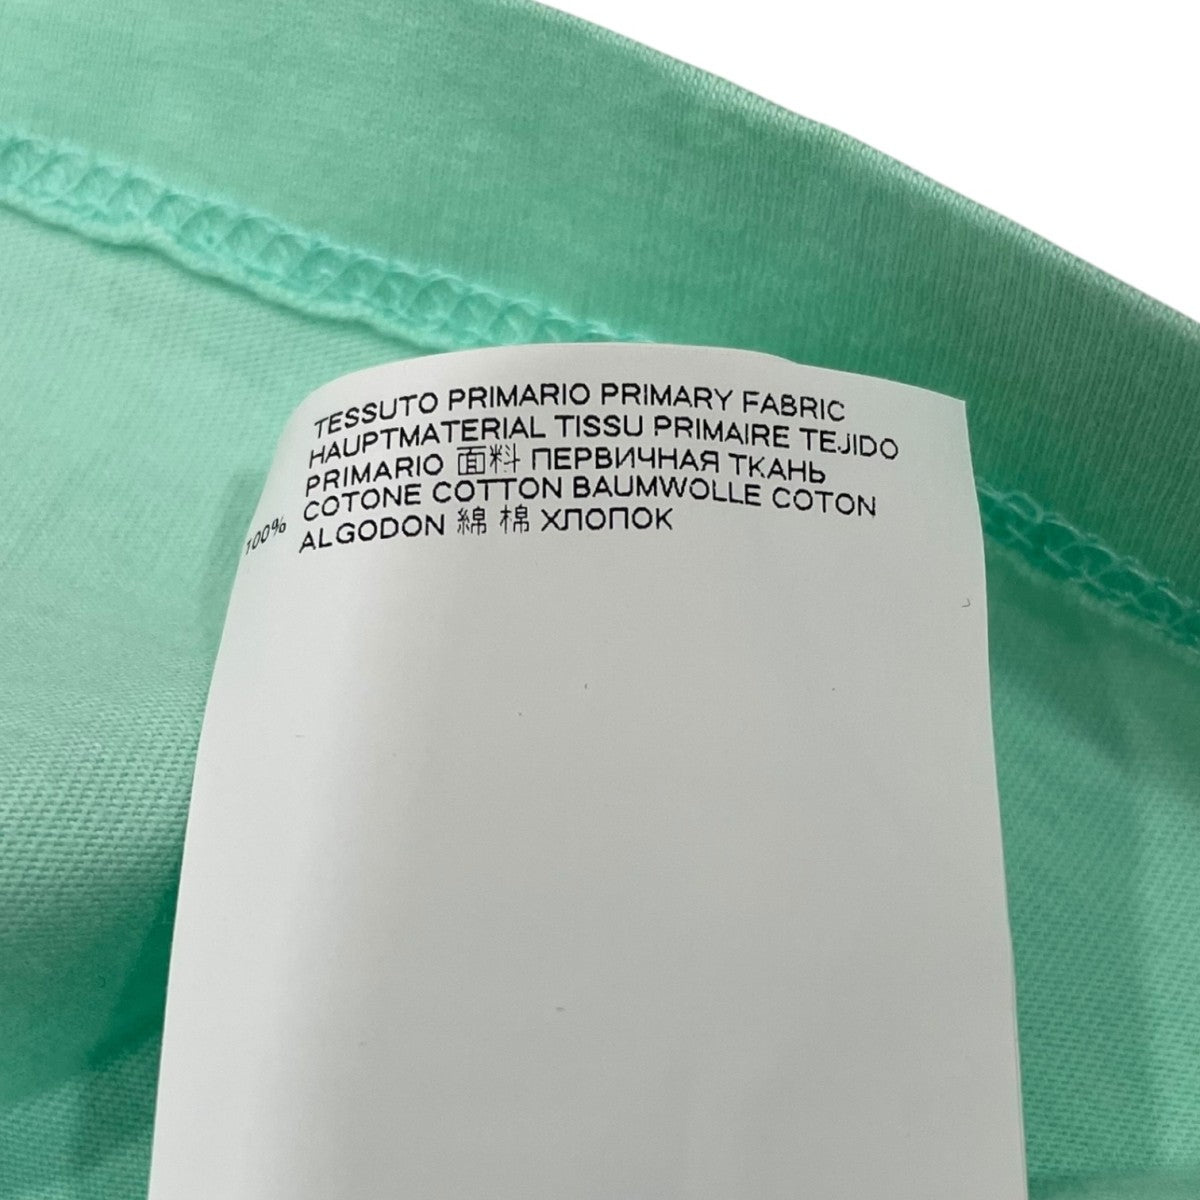 TESSUTO PRIMARIO PRIMARY FABRIC
HAUPTMATERIAL TISSU PRIMAIRE TEJIDO
PRIMARIO 面料 ПЕРВИЧНАЯ ТКАНЬ
COTONE COTTON BAUMWOLLE COTON
100% ALGODON 綿 棉 ХЛОПОК